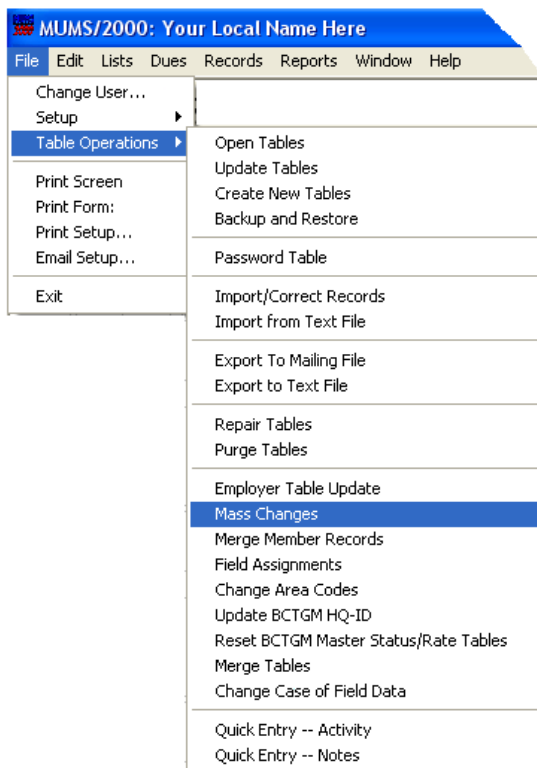 MUMS/2000: Your Local Name Here
File Edit Lists Dues Records Reports Window Help
Change User...
Setup
Table Operations
Print Screen
Print Form:
Print Setup...
Email Setup...
Exit
Open Tables
Update Tables
Create New Tables
Backup and Restore
Password Table
Import/Correct Records
Import from Text File
Export To Mailing File
Export to Text File
Repair Tables
Purge Tables
Employer Table Update
Mass Changes
Merge Member Records
Field Assignments
Change Area Codes
Update BCTGM HQ-ID
Reset BCTGM Master Status/Rate Tables
Merge Tables
Change Case of Field Data
Quick Entry -- Activity
Quick Entry -- Notes